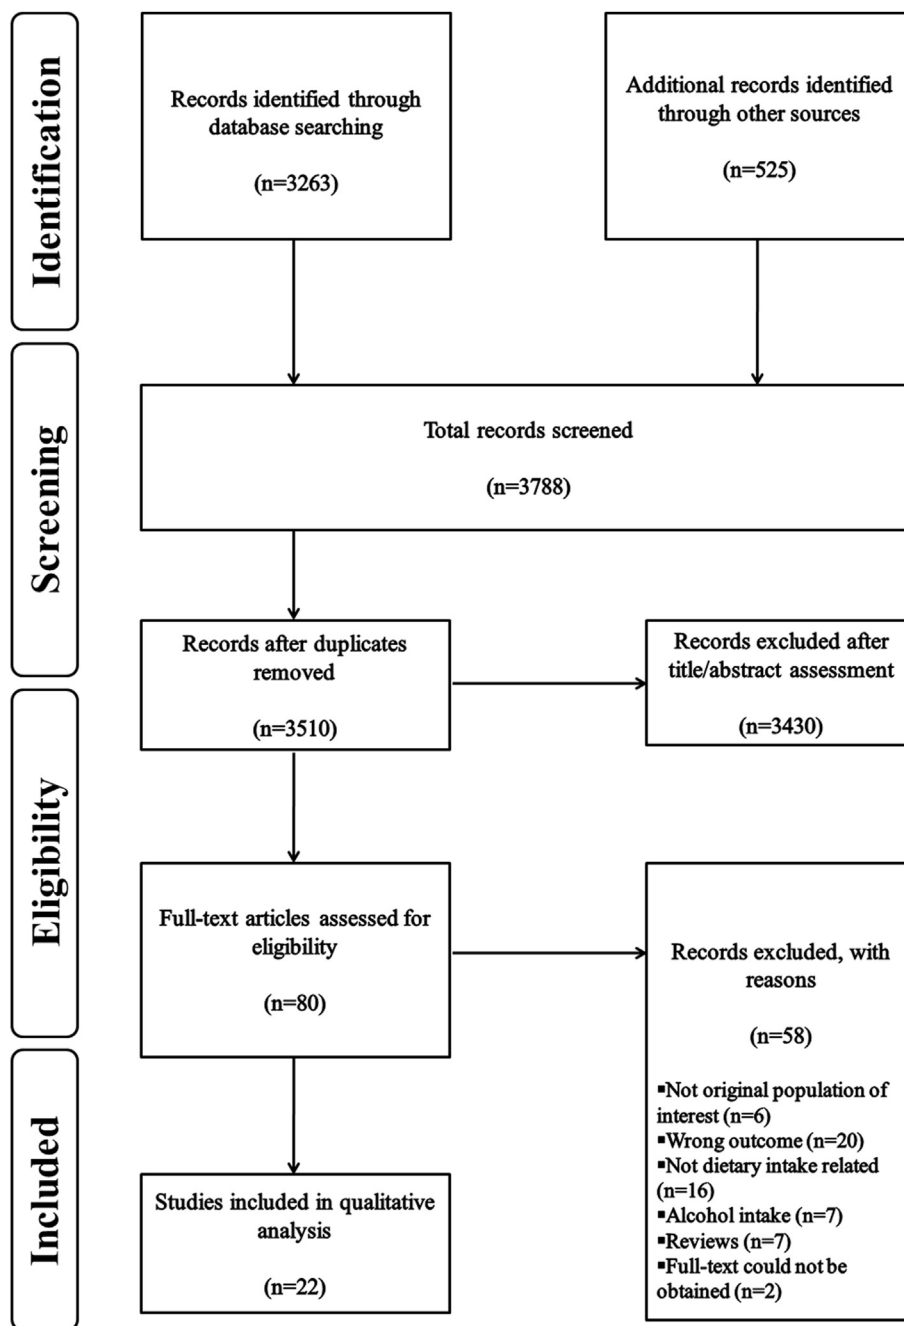 Identification
Records identified through
database searching
(n=3263)
Additional records identified
through other sources
(n=525)
Screening
Total records screened
(n=3788)
Records after duplicates
removed
(n=3510)
Records excluded after
title/abstract assessment
(n=3430)
Eligibility
Full-text articles assessed for
eligibility
(n=80)
Records excluded, with
reasons
(n=58)
▪Not original population of
interest (n=6)
▪Wrong outcome (n=20)
▪Not dietary intake related
(n=16)
▪Alcohol intake (n=7)
▪Reviews (n=7)
▪Full-text could not be
obtained (n=2)
Included
Studies included in qualitative
analysis
(n=22)